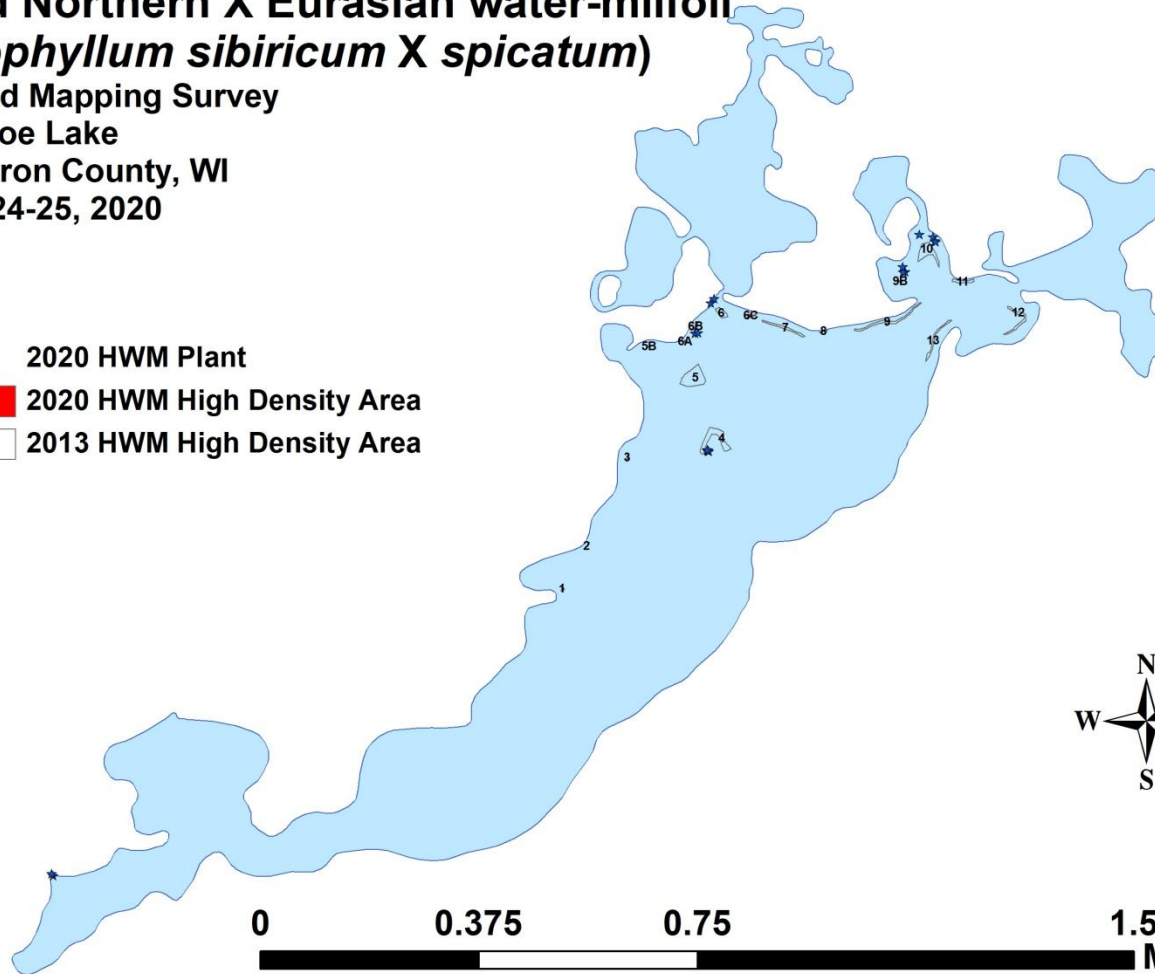 d Northern X Eurasian water-milfoil
ophyllum sibiricum X spicatum)
d Mapping Survey
oe Lake
ron County, WI
24-25, 2020
2020 HWM Plant
2020 HWM High Density Area
2013 HWM High Density Area
10
9B
11
6
6C
12
6B
7
8
9
13
5B
6A
5
4
3
2
1
N
W
S
0
0.375
0.75
1.5
M